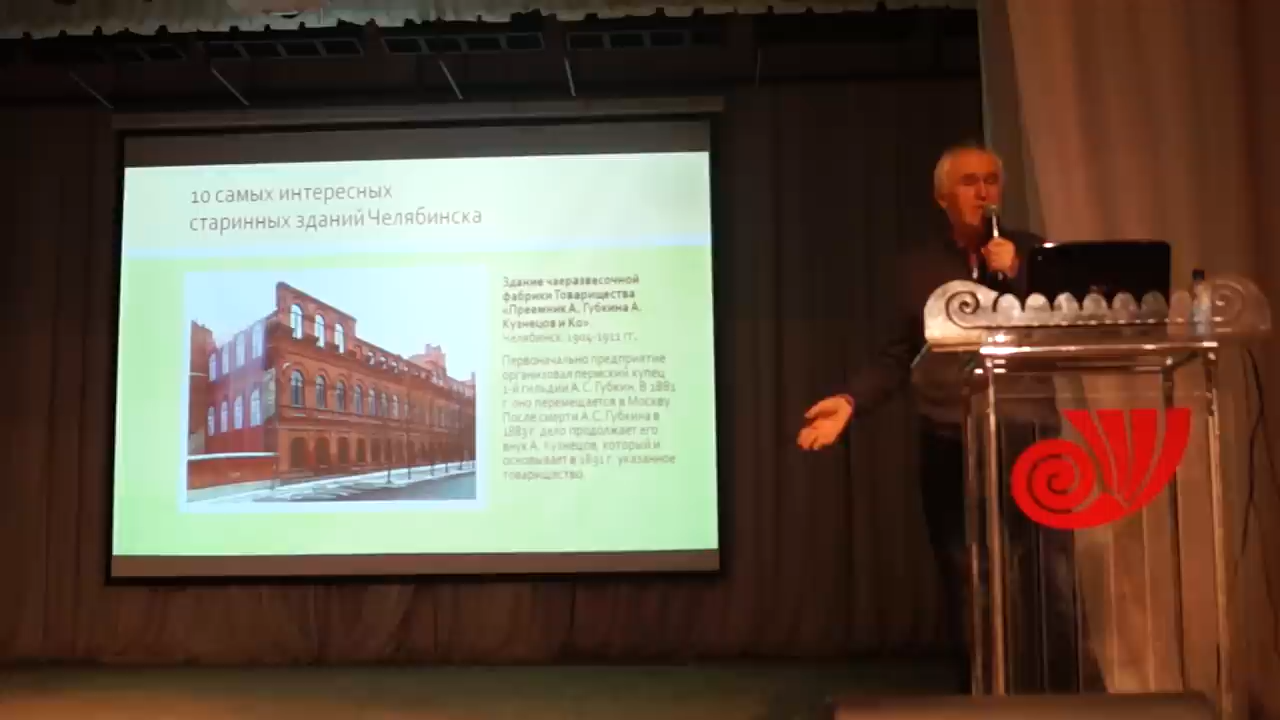 10 самых интересных
старинных зданий Челябинска
Здание чаеразвесочной
фабрики Товарищества
«Преемник А. Губкина А.
Кузнецов и Ко»
Челябинск. 1904-1911 гг.
Первоначально предприятие
организовал пермский купец
1-й гильдии А.С. Губкин. В 1881
г. оно перемещается в Москву.
После смерти А.С. Губкина в
1883 г. дело продолжает его
внук А. Кузнецов, который и
основывает в 1891 г. указанное
товарищество.